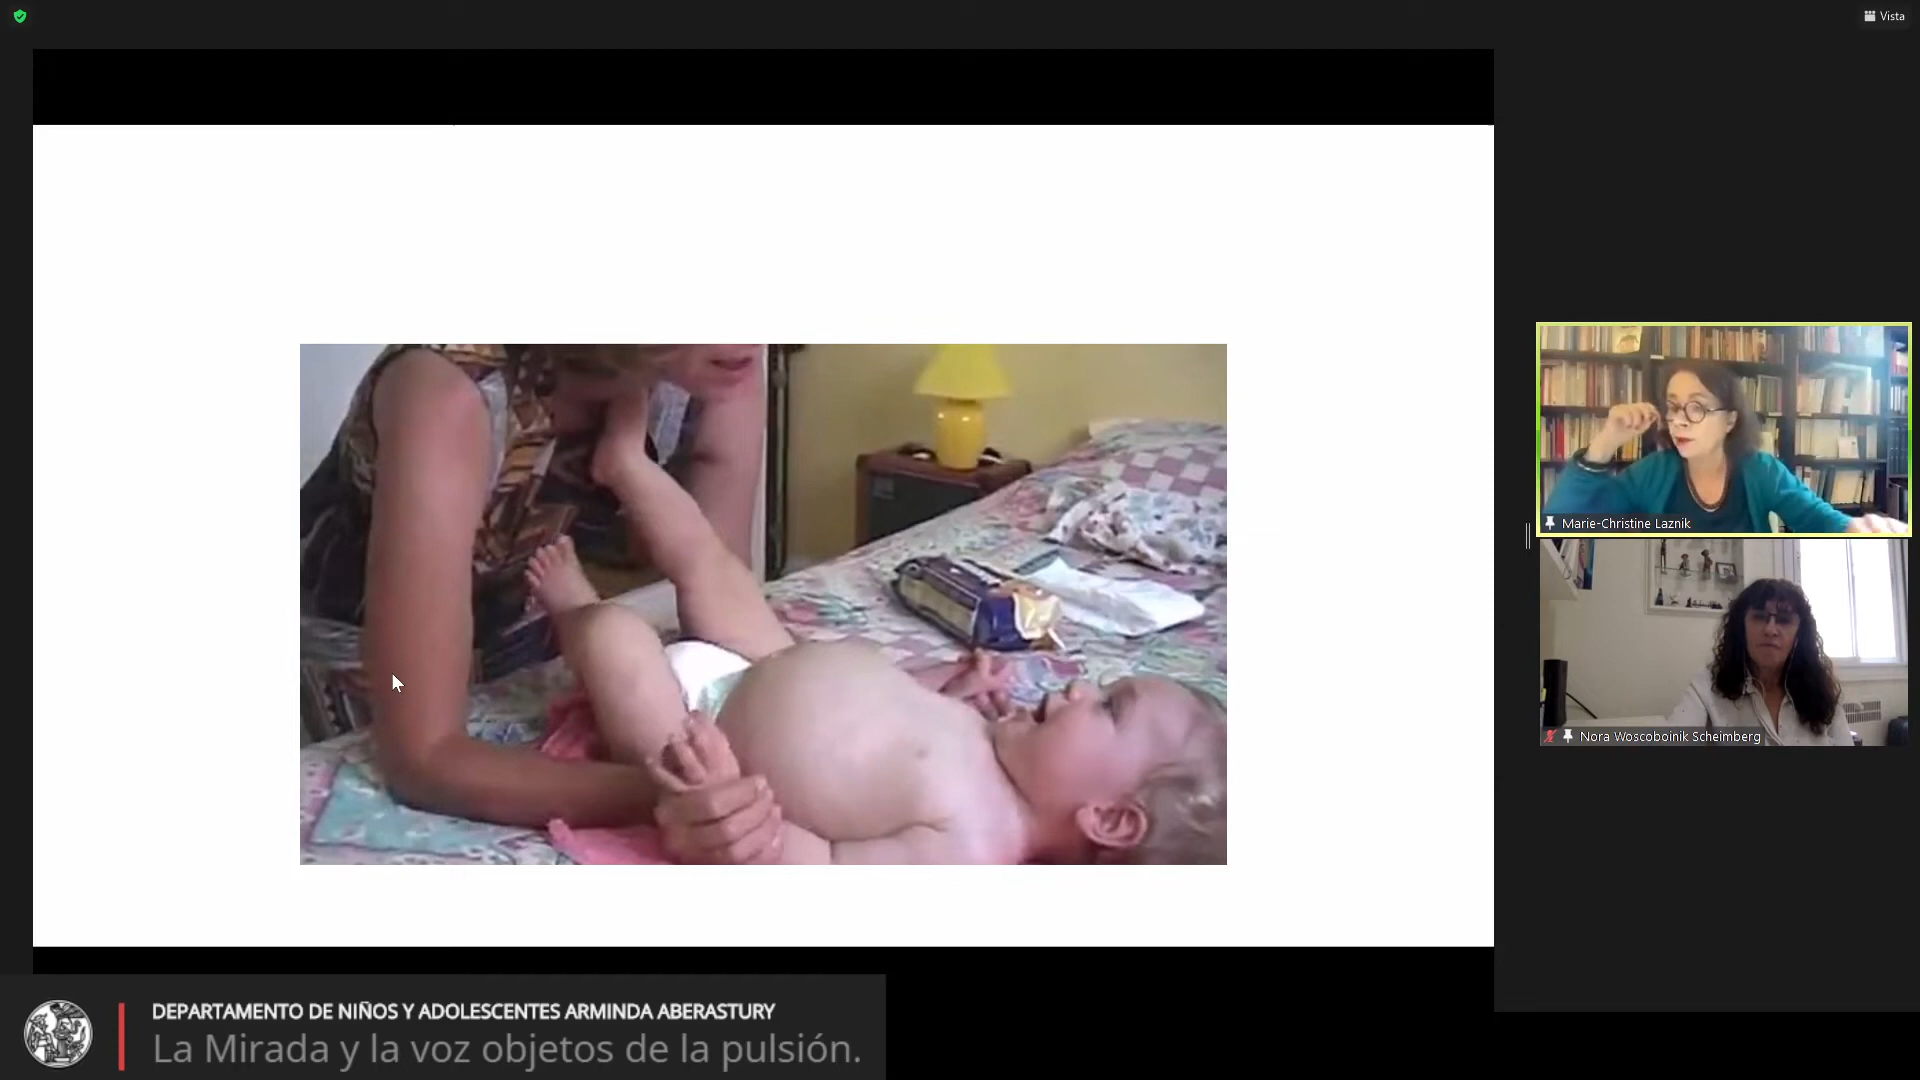 Vista
Marie-Christine Laznik
Nora Woscoboinik Scheimberg
DEPARTAMENTO DE NIÑOS Y ADOLESCENTES ARMINDA ABERASTURY
La Mirada y la voz objetos de la pulsión.